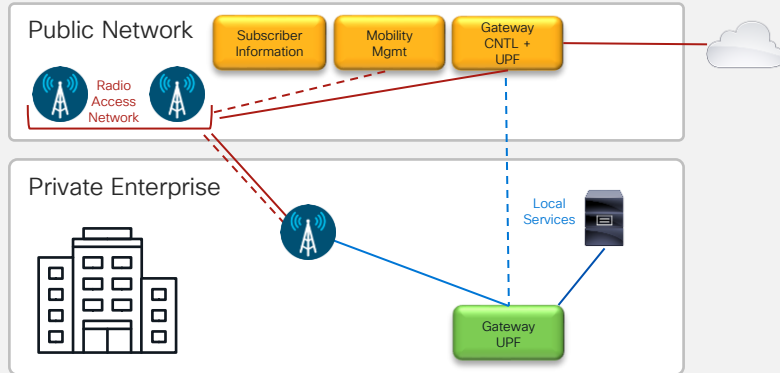 Public Network
Subscriber
Information
Mobility
Mgmt
Gateway
CNTL +
UPF
Radio
Access
Network
Private Enterprise
Local
Services
Gateway
UPF